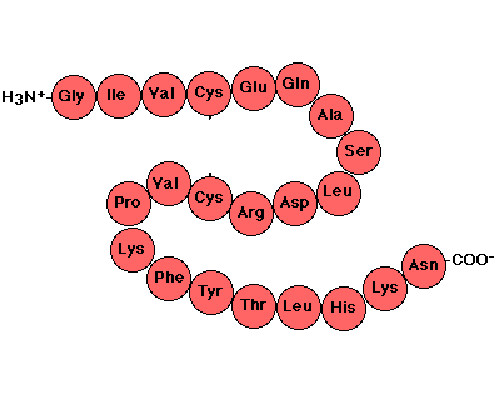 H3N+ Gly Ile Val Cys Glu Gln
Ala
Ser
Pro Val Cys Arg Asp Leu
Lys
Phe Tyr Thr Leu His Lys Asn COO-